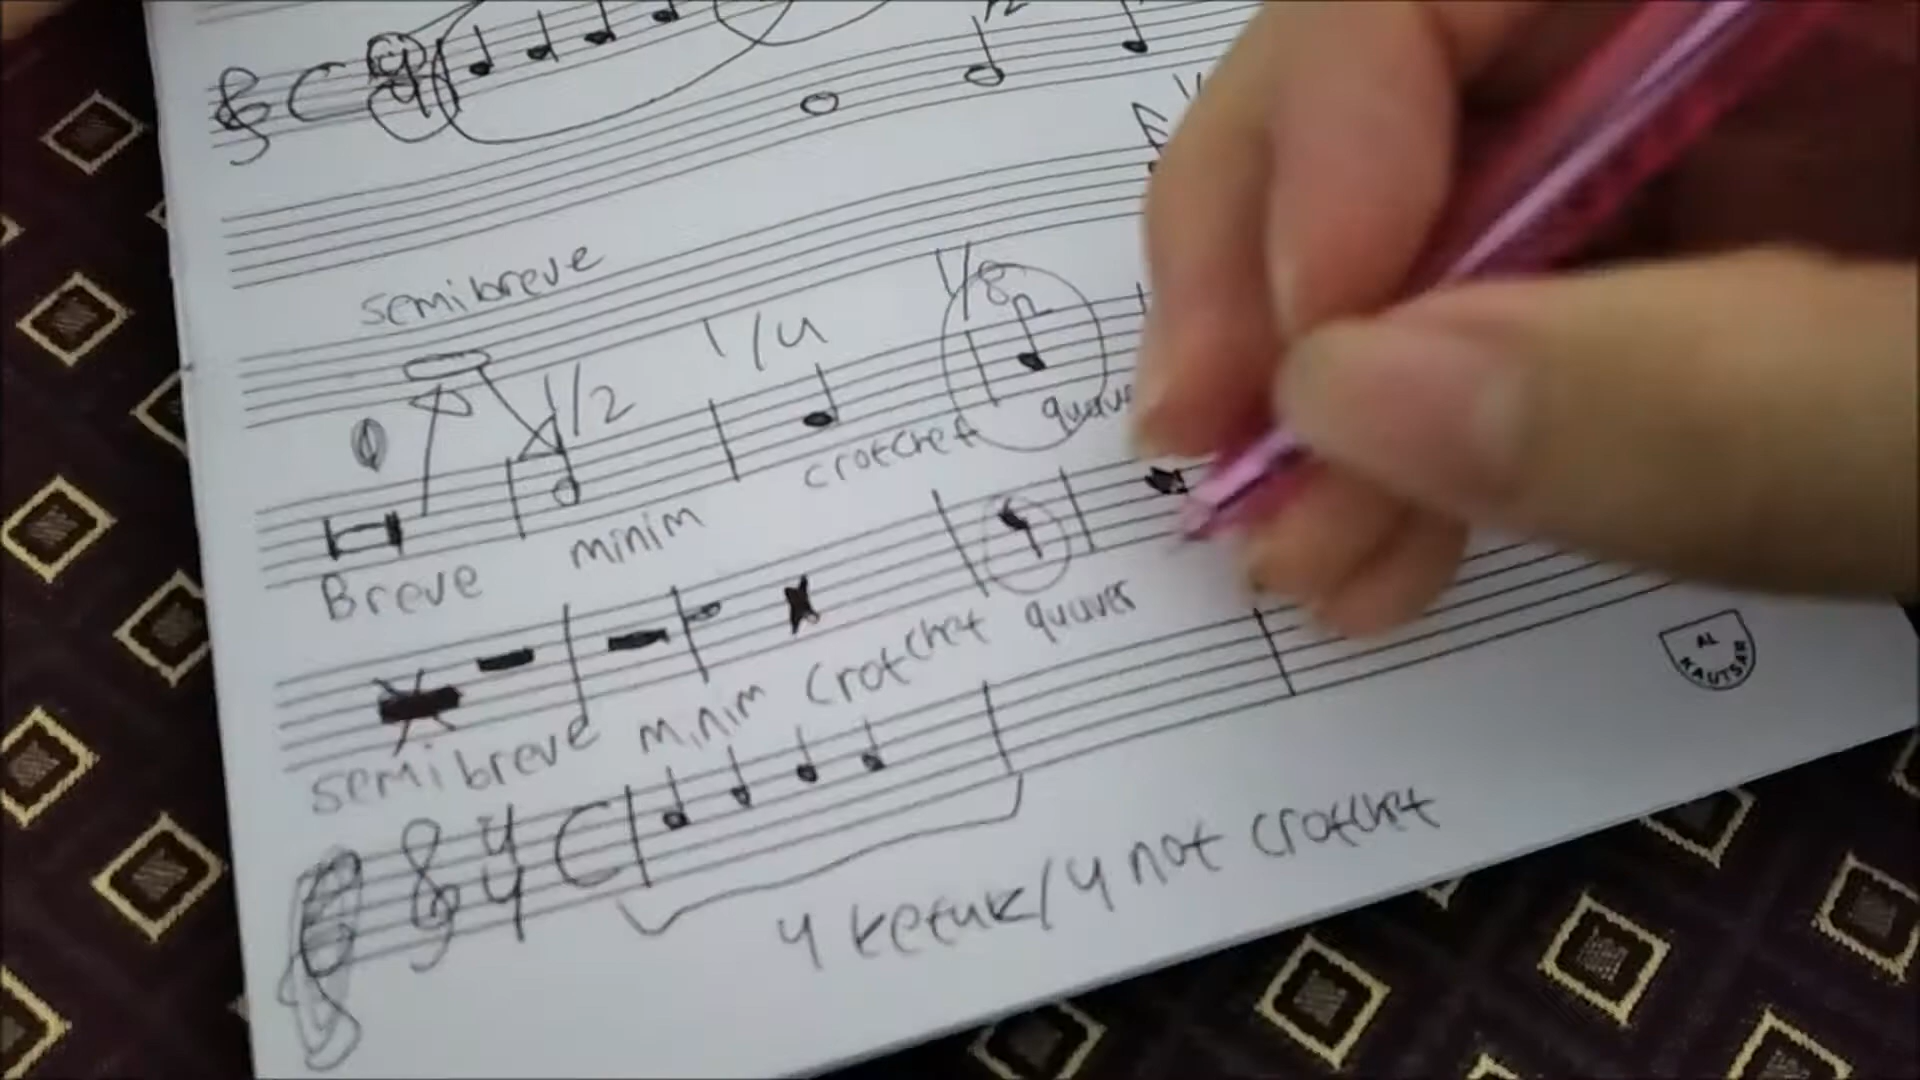 semibreve
1/2 1/4 1/8
Breve minim crotchet
semibreve minim crotchet quaver
4 4 C
4 ketuk/4 not crotchet
AL KAUTSAR